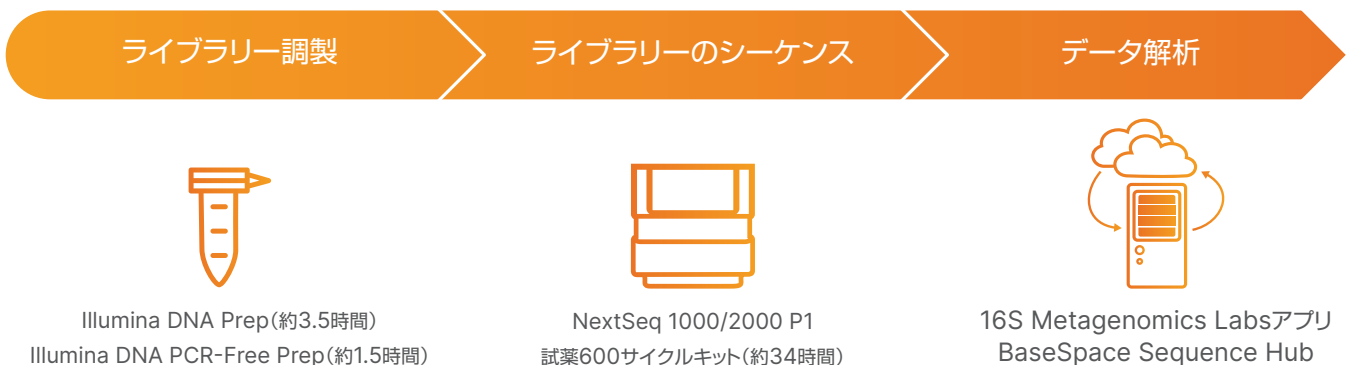 ライブラリー調製
ライブラリーのシーケンス
データ解析
Illumina DNA Prep(約3.5時間)
Illumina DNA PCR-Free Prep(約1.5時間)
NextSeq 1000/2000 P1
試薬600サイクルキット(約34時間)
16S Metagenomics Labsアプリ
BaseSpace Sequence Hub